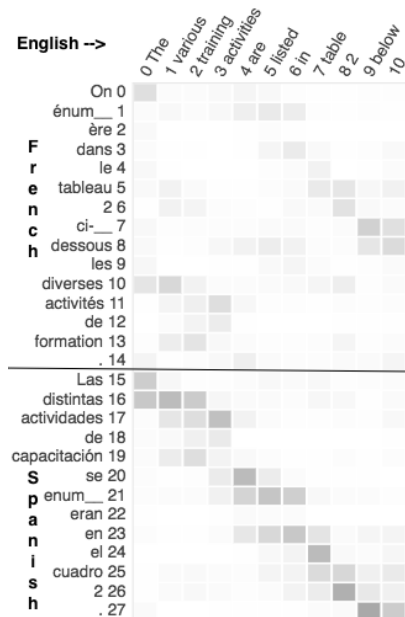 English -->
0 The
1 various
2 training
3 activities
4 are
5 listed
6 in
7 table
8 2
9 below
10
French
On 0
énum__ 1
ère 2
dans 3
le 4
tableau 5
2 6
ci-__ 7
dessous 8
les 9
diverses 10
activités 11
de 12
formation 13
. 14
Spanish
Las 15
distintas 16
actividades 17
de 18
capacitación 19
se 20
enum__ 21
eran 22
en 23
el 24
cuadro 25
2 26
. 27